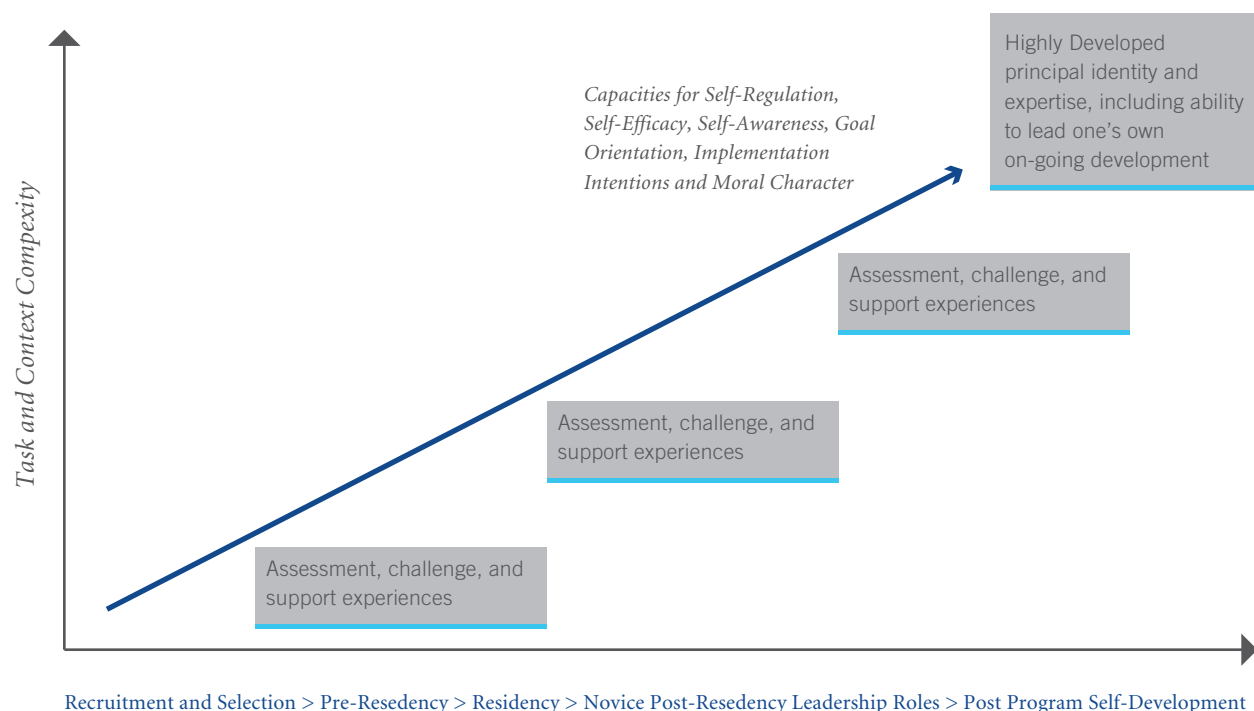 Highly Developed
principal identity and
expertise, including ability
to lead one's own
on-going development
Capacities for Self-Regulation,
Self-Efficacy, Self-Awareness, Goal
Orientation, Implementation
Intentions and Moral Character
Task and Context Compexity
Assessment, challenge, and
support experiences
Assessment, challenge, and
support experiences
Assessment, challenge, and
support experiences
Recruitment and Selection > Pre-Resedency > Residency > Novice Post-Resedency Leadership Roles > Post Program Self-Development